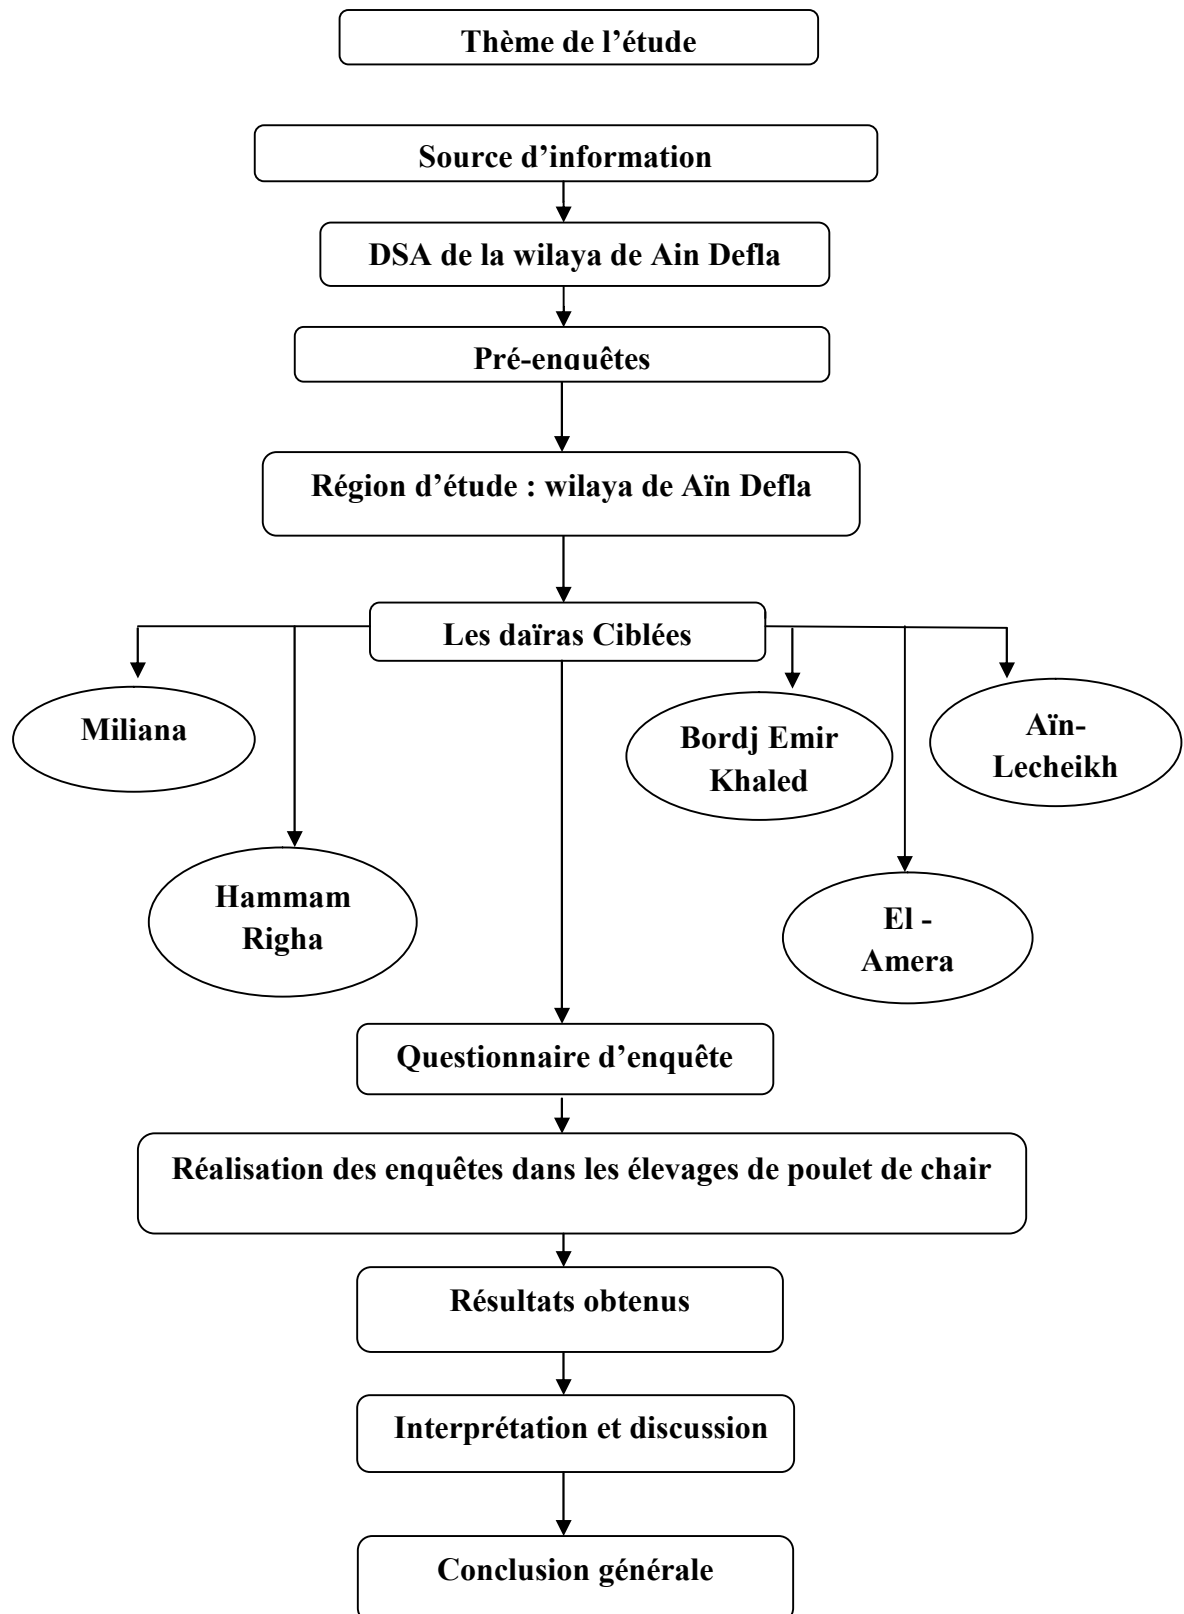 Thème de l’étude
Source d’information
DSA de la wilaya de Ain Defla
Pré-enquêtes
Région d’étude : wilaya de Aïn Defla
Les daïras Ciblées
Miliana
Bordj Emir
Khaled
Aïn-
Lecheikh
Hammam
Righa
El -
Amera
Questionnaire d’enquête
Réalisation des enquêtes dans les élevages de poulet de chair
Résultats obtenus
Interprétation et discussion
Conclusion générale